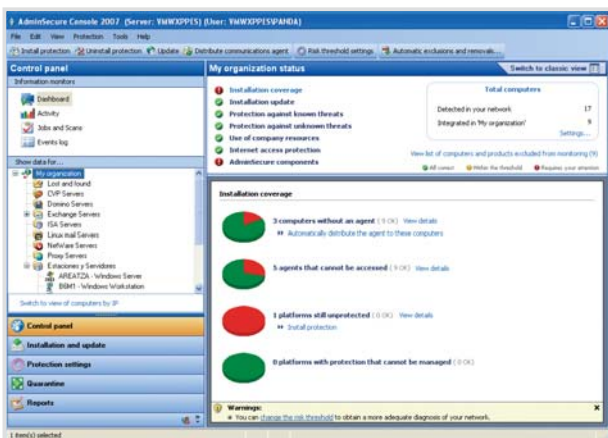 AdminSecure Console 2007 (Server: VMWXPPES) (User: VMWXPPES\PANDA)
File Edit View Protection Tools Help
Install protection Uninstall protection Update Distribute communications agent Risk threshold settings Automatic exclusions and removals...
Control panel
Information monitors
Dashboard
Activity
Jobs and Scans
Events log
Show data for...
My organization
Lost and found
CVP Servers
Domino Servers
Exchange Servers
ISA Servers
Linux mail Servers
NetWare Servers
Proxy Servers
Estaciones y Servidores
AREATZA - Windows Server
BGM1 - Windows Workstation
Switch to view of computers by IP
Control panel
Installation and update
Protection settings
Quarantine
Reports
1 item(s) selected
My organization status
Switch to classic view
Installation coverage
Installation update
Protection against known threats
Protection against unknown threats
Use of company resources
Internet access protection
AdminSecure components
Total computers
Detected in your network 17
Integrated in 'My organization' 9
Settings...
View list of computers and products excluded from monitoring (9)
All correct Within the threshold Requires your attention
Installation coverage
3 computers without an agent ( 9 OK) View details
Automatically distribute the agent to these computers
5 agents that cannot be accessed ( 9 OK) View details
1 platforms still unprotected ( 0 OK) View details
Install protection
0 platforms with protection that cannot be managed ( 0 OK)
Warnings:
You can change the risk threshold to obtain a more adequate diagnosis of your network.